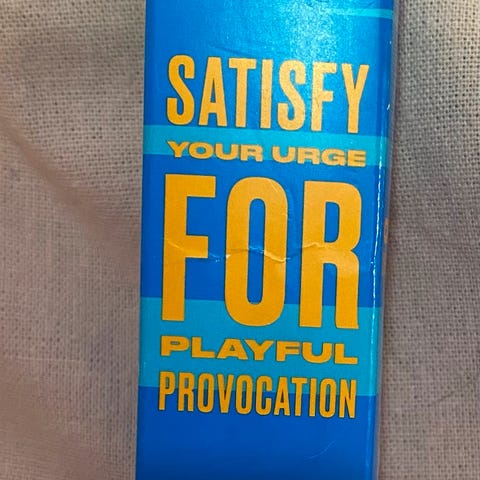 SATISFY
YOUR URGE
FOR
PLAYFUL
PROVOCATION